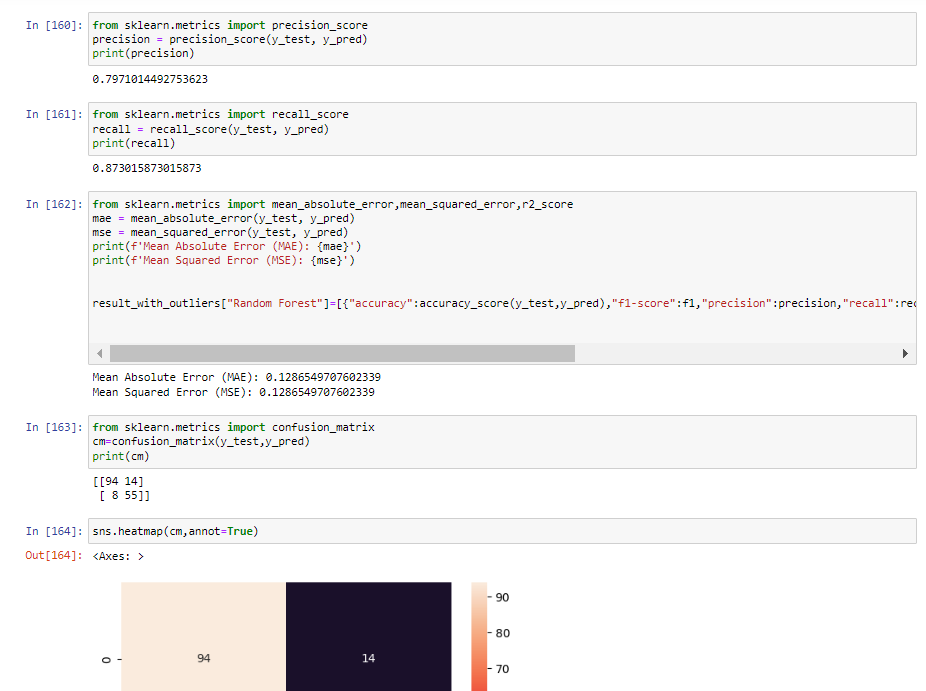 In [160]: from sklearn.metrics import precision_score
precision = precision_score(y_test, y_pred)
print(precision)
0.7971014492753623
In [161]: from sklearn.metrics import recall_score
recall = recall_score(y_test, y_pred)
print(recall)
0.873015873015873
In [162]: from sklearn.metrics import mean_absolute_error,mean_squared_error,r2_score
mae = mean_absolute_error(y_test, y_pred)
mse = mean_squared_error(y_test, y_pred)
print(f'Mean Absolute Error (MAE): {mae}')
print(f'Mean Squared Error (MSE): {mse}')
result_with_outliers["Random Forest"]=[{"accuracy":accuracy_score(y_test,y_pred),"f1-score":f1,"precision":precision,"recall":rec
Mean Absolute Error (MAE): 0.1286549707602339
Mean Squared Error (MSE): 0.1286549707602339
In [163]: from sklearn.metrics import confusion_matrix
cm=confusion_matrix(y_test,y_pred)
print(cm)
[[94 14]
[ 8 55]]
In [164]: sns.heatmap(cm,annot=True)
Out[164]: <Axes: >
90
80
70
0
94
14